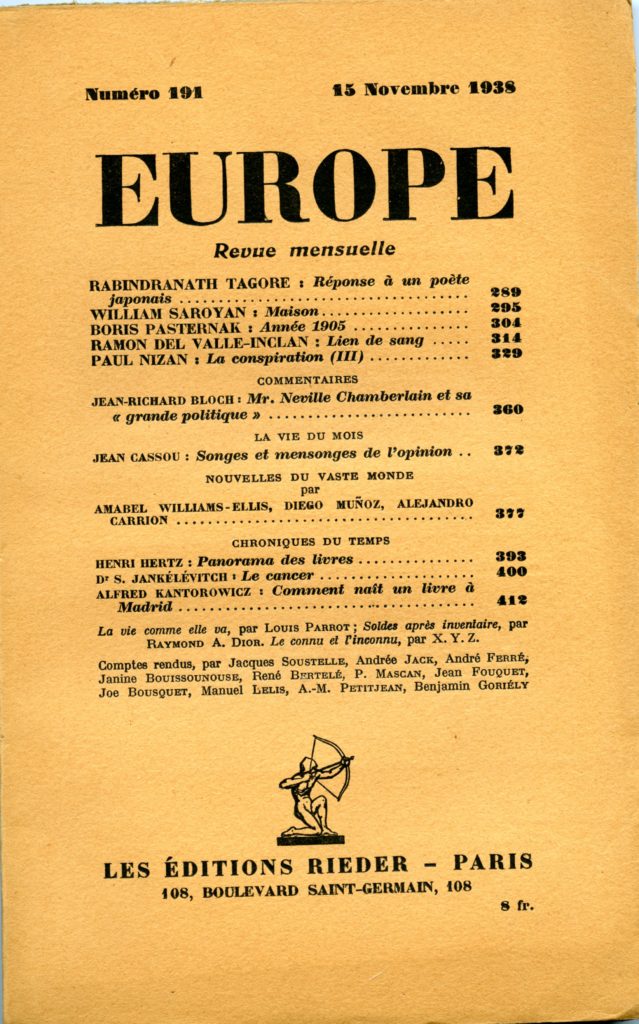 Numéro 191 15 Novembre 1938
EUROPE
Revue mensuelle
RABINDRANATH TAGORE : Réponse à un poète
japonais ........................................ 289
WILLIAM SAROYAN : Maison.................... 295
BORIS PASTERNAK : Année 1905 ............... 304
RAMON DEL VALLE-INCLAN : Lien de sang ..... 314
PAUL NIZAN : La conspiration (III) ............. 329
COMMENTAIRES
JEAN-RICHARD BLOCH : Mr. Neville Chamberlain et sa
« grande politique » ............................ 360
LA VIE DU MOIS
JEAN CASSOU : Songes et mensonges de l'opinion .. 372
NOUVELLES DU VASTE MONDE
par
AMABEL WILLIAMS-ELLIS, DIEGO MUÑOZ, ALEJANDRO
CARRION ........................................ 377
CHRONIQUES DU TEMPS
HENRI HERTZ : Panorama des livres ............... 393
Dr S. JANKÉLÉVITCH : Le cancer .................... 400
ALFRED KANTOROWICZ : Comment naît un livre à
Madrid ........................................ 412
La vie comme elle va, par LOUIS PARROT ; Soldes après inventaire, par
RAYMOND A. DIOR. Le connu et l'inconnu, par X. Y. Z.
Comptes rendus, par Jacques SOUSTELLE, Andrée JACK, André FERRÉ,
Janine BOUISSOUNOUSE, René BERTELÉ, P. MASCAN, Jean FOUQUET,
Joe BOUSQUET, Manuel LELIS, A.-M. PETITJEAN, Benjamin GORIÉLY
LES ÉDITIONS RIEDER – PARIS
108, BOULEVARD SAINT-GERMAIN, 108
8 fr.